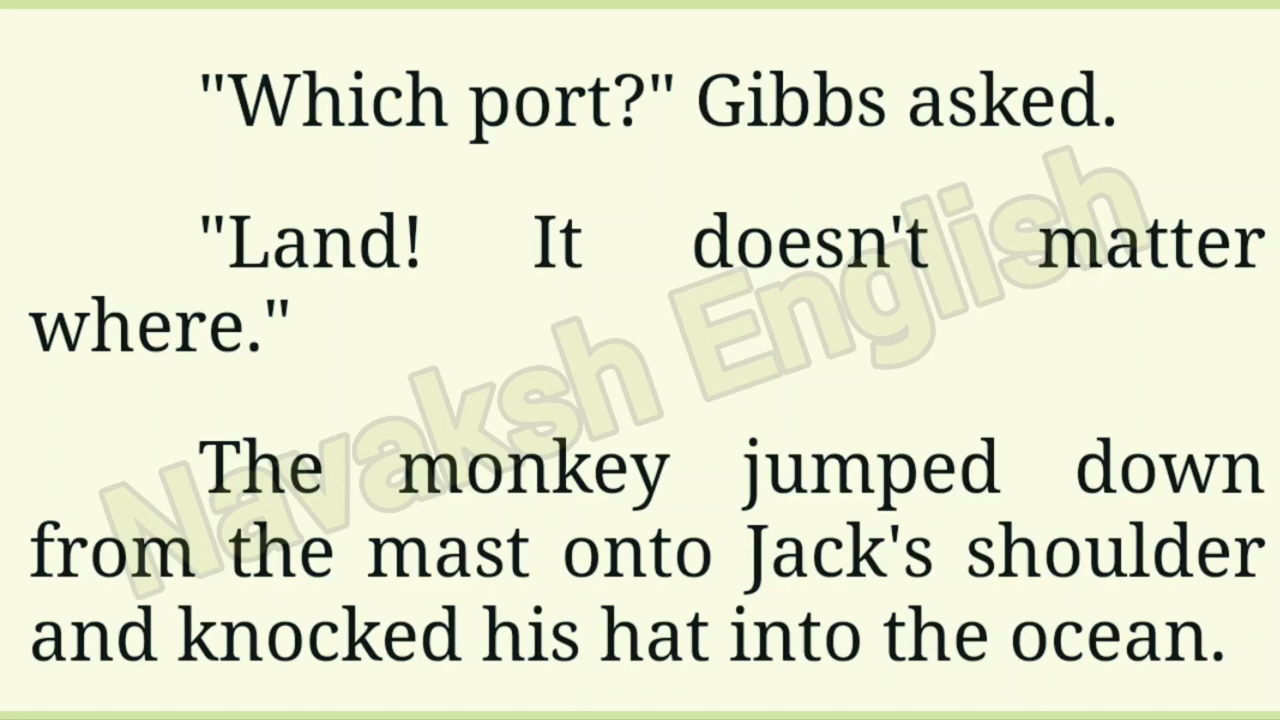 "Which port?" Gibbs asked.
"Land! It doesn't matter
where."
The monkey jumped down
from the mast onto Jack's shoulder
and knocked his hat into the ocean.
Navaksh English